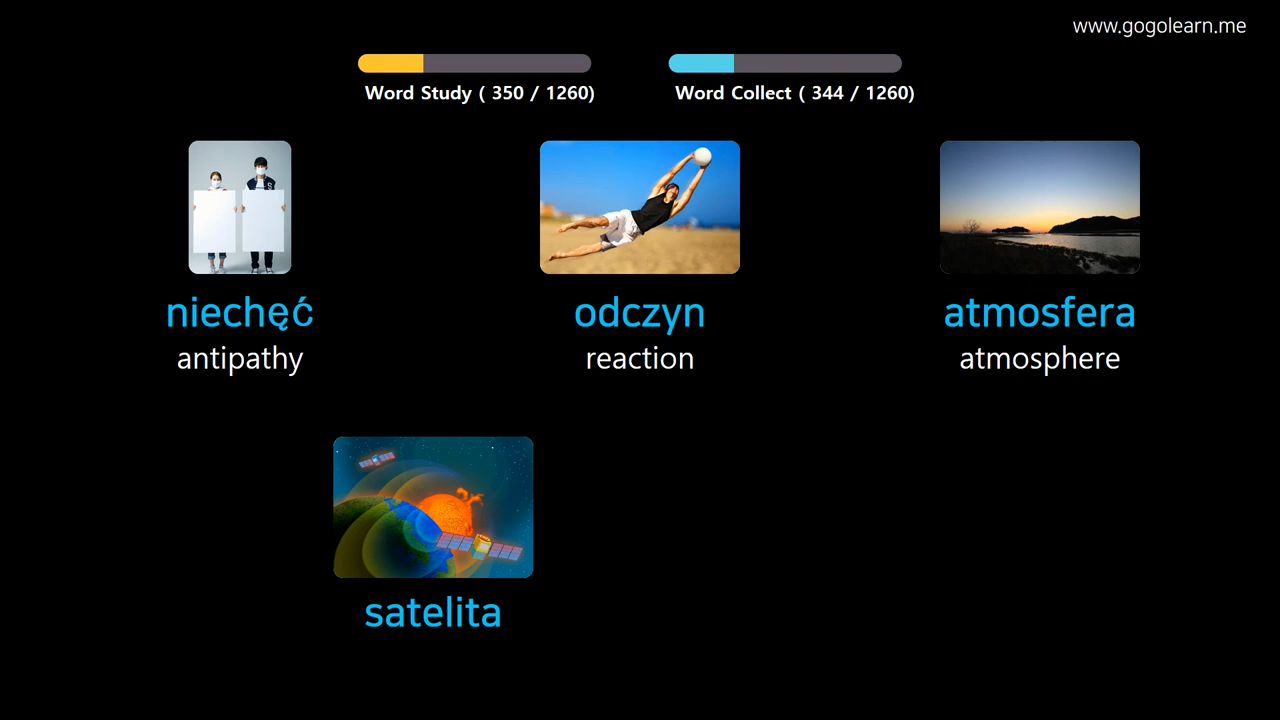 www.gogolearn.me
Word Study ( 350 / 1260)
Word Collect ( 344 / 1260)
niechęć
antipathy
odczyn
reaction
atmosfera
atmosphere
satelita